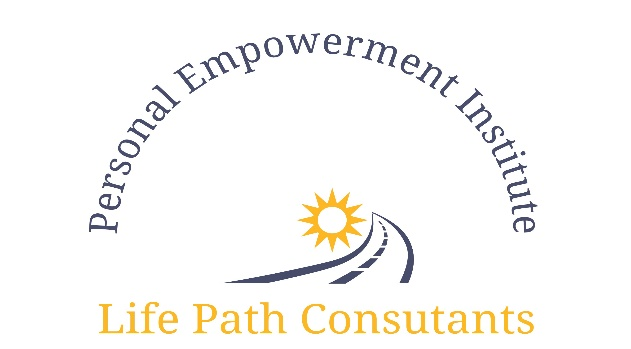 Personal Empowerment Institute
Life Path Consutants